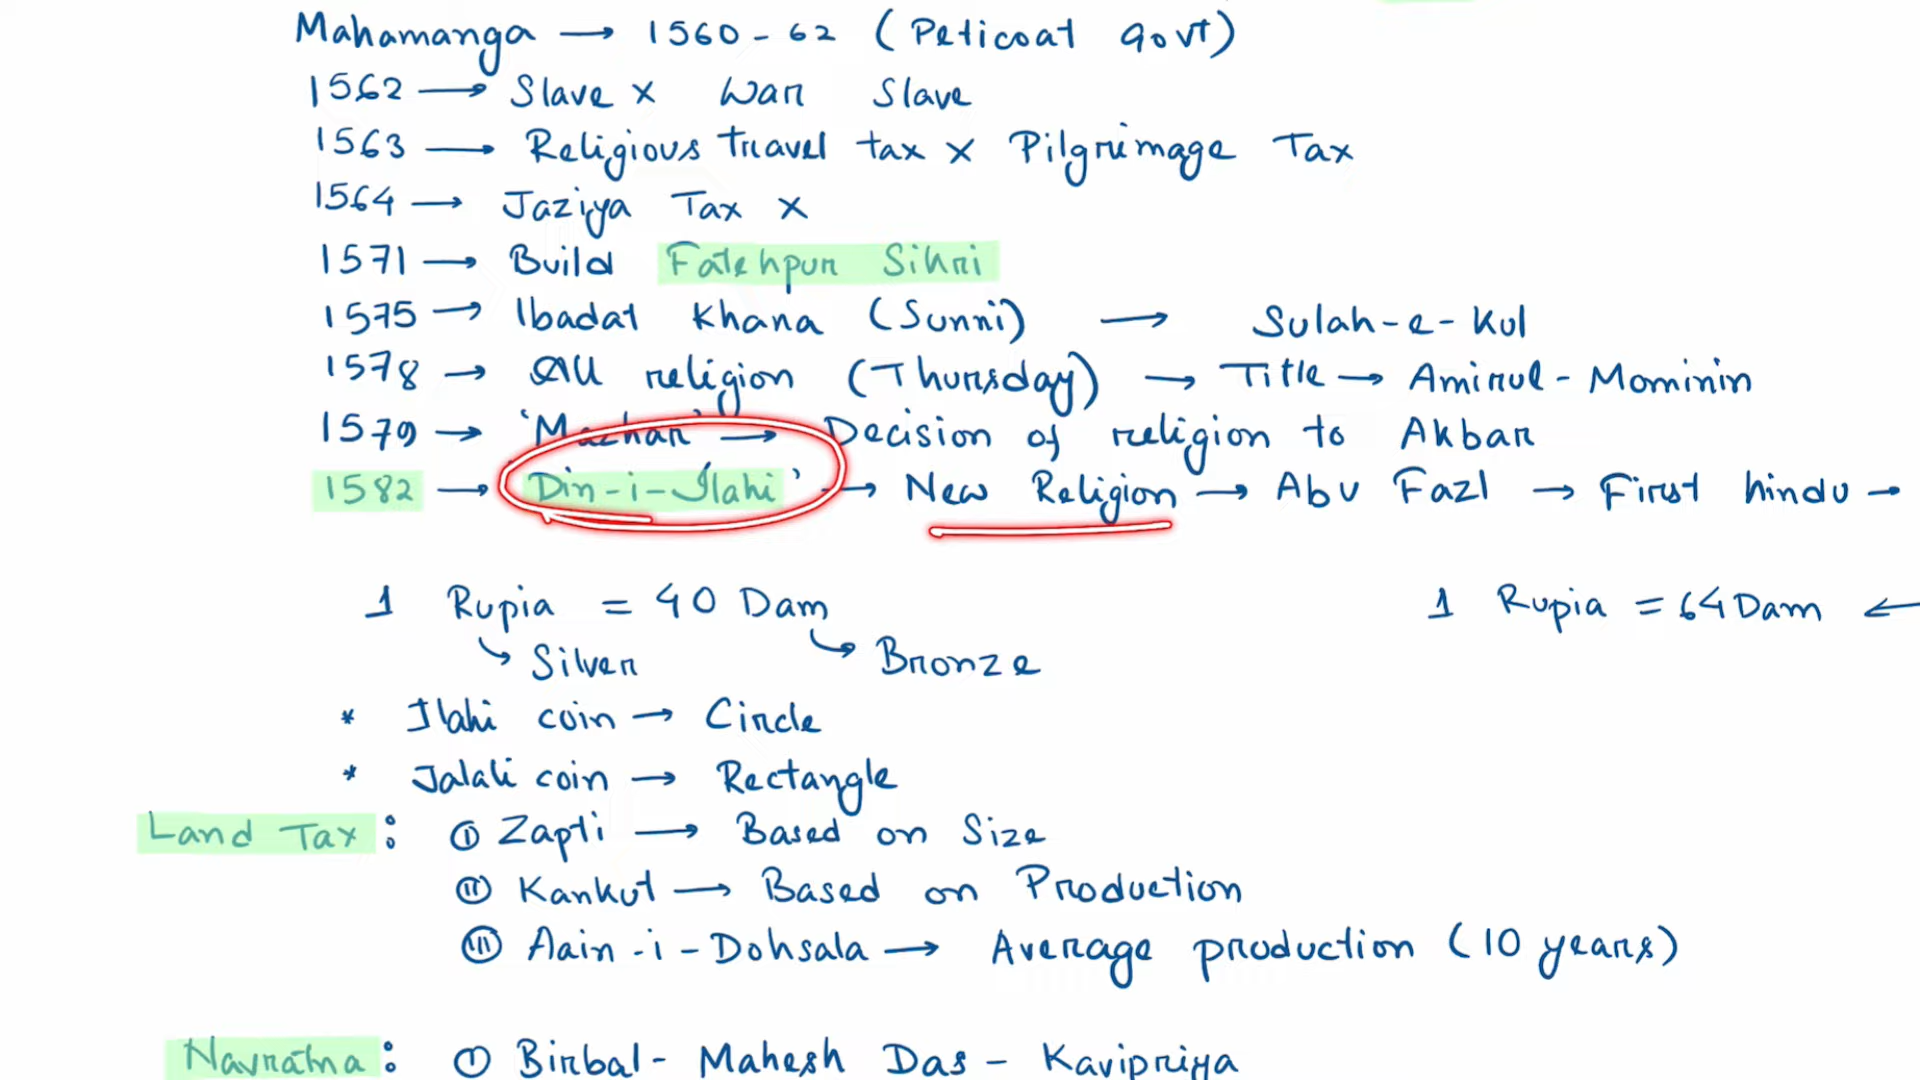 Mahamanga → 1560-62 (Peticoat govt)
1562 → Slave × War Slave
1563 → Religious travel tax × Pilgrimage Tax
1564 → Jaziya Tax ×
1571 → Build Fatehpur Sikri
1575 → Ibadat Khana (Sunni) → Sulah-e-Kul
1578 → All religion (Thursday) → Title → Amirul-Mominin
1579 → 'Mazhar' → Decision of religion to Akbar
1582 → 'Din-i-Ilahi' → New Religion → Abu Fazl → First hindu →
1 Rupia = 40 Dam 1 Rupia = 64 Dam ←
↳ Silver ↳ Bronze
* Ilahi coin → Circle
* Jalali coin → Rectangle
Land Tax : (I) Zapti → Based on Size
(II) Kankut → Based on Production
(III) Aain-i-Dohsala → Average production (10 years)
Navratna : (I) Birbal - Mahesh Das - Kavipriya